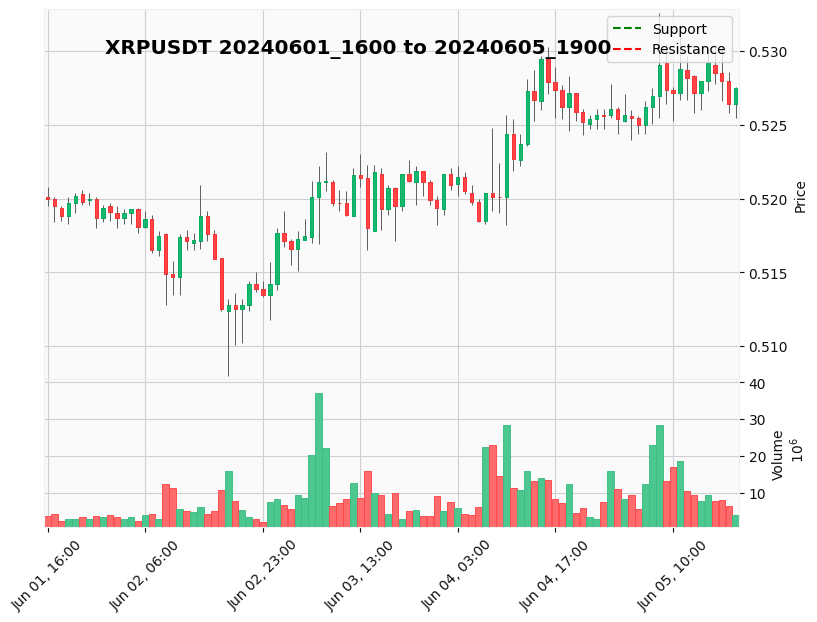 XRPUSDT 20240601_1600 to 20240605_1900
Support
Resistance
0.530
0.525
0.520
0.515
0.510
Price
40
30
20
10
Volume
10^6
Jun 01, 16:00
Jun 02, 06:00
Jun 02, 23:00
Jun 03, 13:00
Jun 04, 03:00
Jun 04, 17:00
Jun 05, 10:00